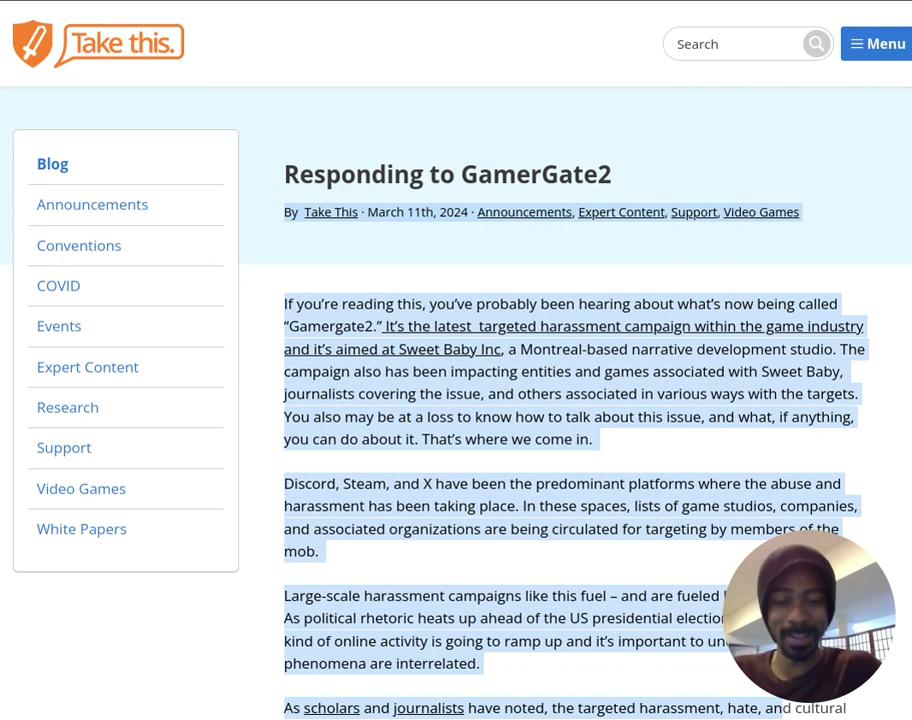 Take this.
Search
Menu
Blog
Announcements
Conventions
COVID
Events
Expert Content
Research
Support
Video Games
White Papers
Responding to GamerGate2
By Take This · March 11th, 2024 · Announcements, Expert Content, Support, Video Games
If you’re reading this, you’ve probably been hearing about what’s now being called
“Gamergate2.” It’s the latest targeted harassment campaign within the game industry
and it’s aimed at Sweet Baby Inc, a Montreal-based narrative development studio. The
campaign also has been impacting entities and games associated with Sweet Baby,
journalists covering the issue, and others associated in various ways with the targets.
You also may be at a loss to know how to talk about this issue, and what, if anything,
you can do about it. That’s where we come in.
Discord, Steam, and X have been the predominant platforms where the abuse and
harassment has been taking place. In these spaces, lists of game studios, companies,
and associated organizations are being circulated for targeting by members of the
mob.
Large-scale harassment campaigns like this fuel – and are fueled
As political rhetoric heats up ahead of the US presidential
kind of online activity is going to ramp up and it’s important to
phenomena are interrelated.
As scholars and journalists have noted, the targeted harassment, hate, and cultural